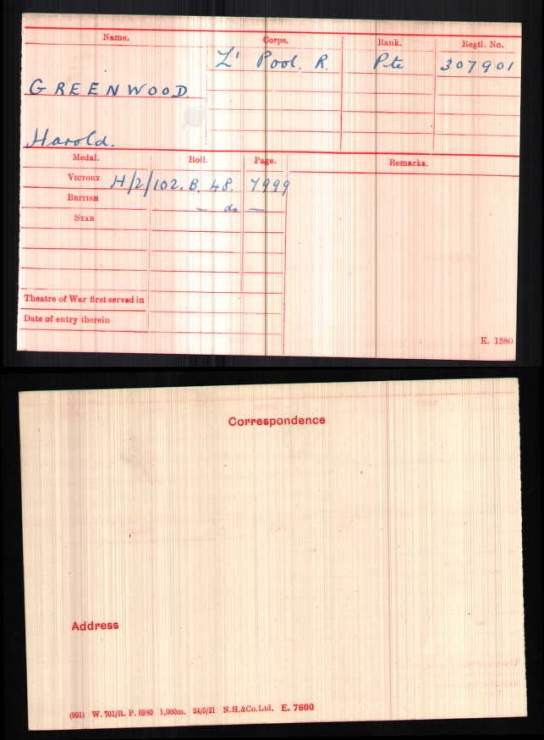 Name. Corps. Rank. Regtl. No.
L' Pool. R. Pte 307901
GREENWOOD
Harold.
Medal. Roll. Page. Remarks.
VICTORY H/2/102.B.48. 7999
BRITISH — do —
STAR
Theatre of War first served in
Date of entry therein
K. 1380
Correspondence
Address
(991) W. 701/R. P. 6240 1,000m. 24/5/21 N.H.&Co.Ltd. E. 7600